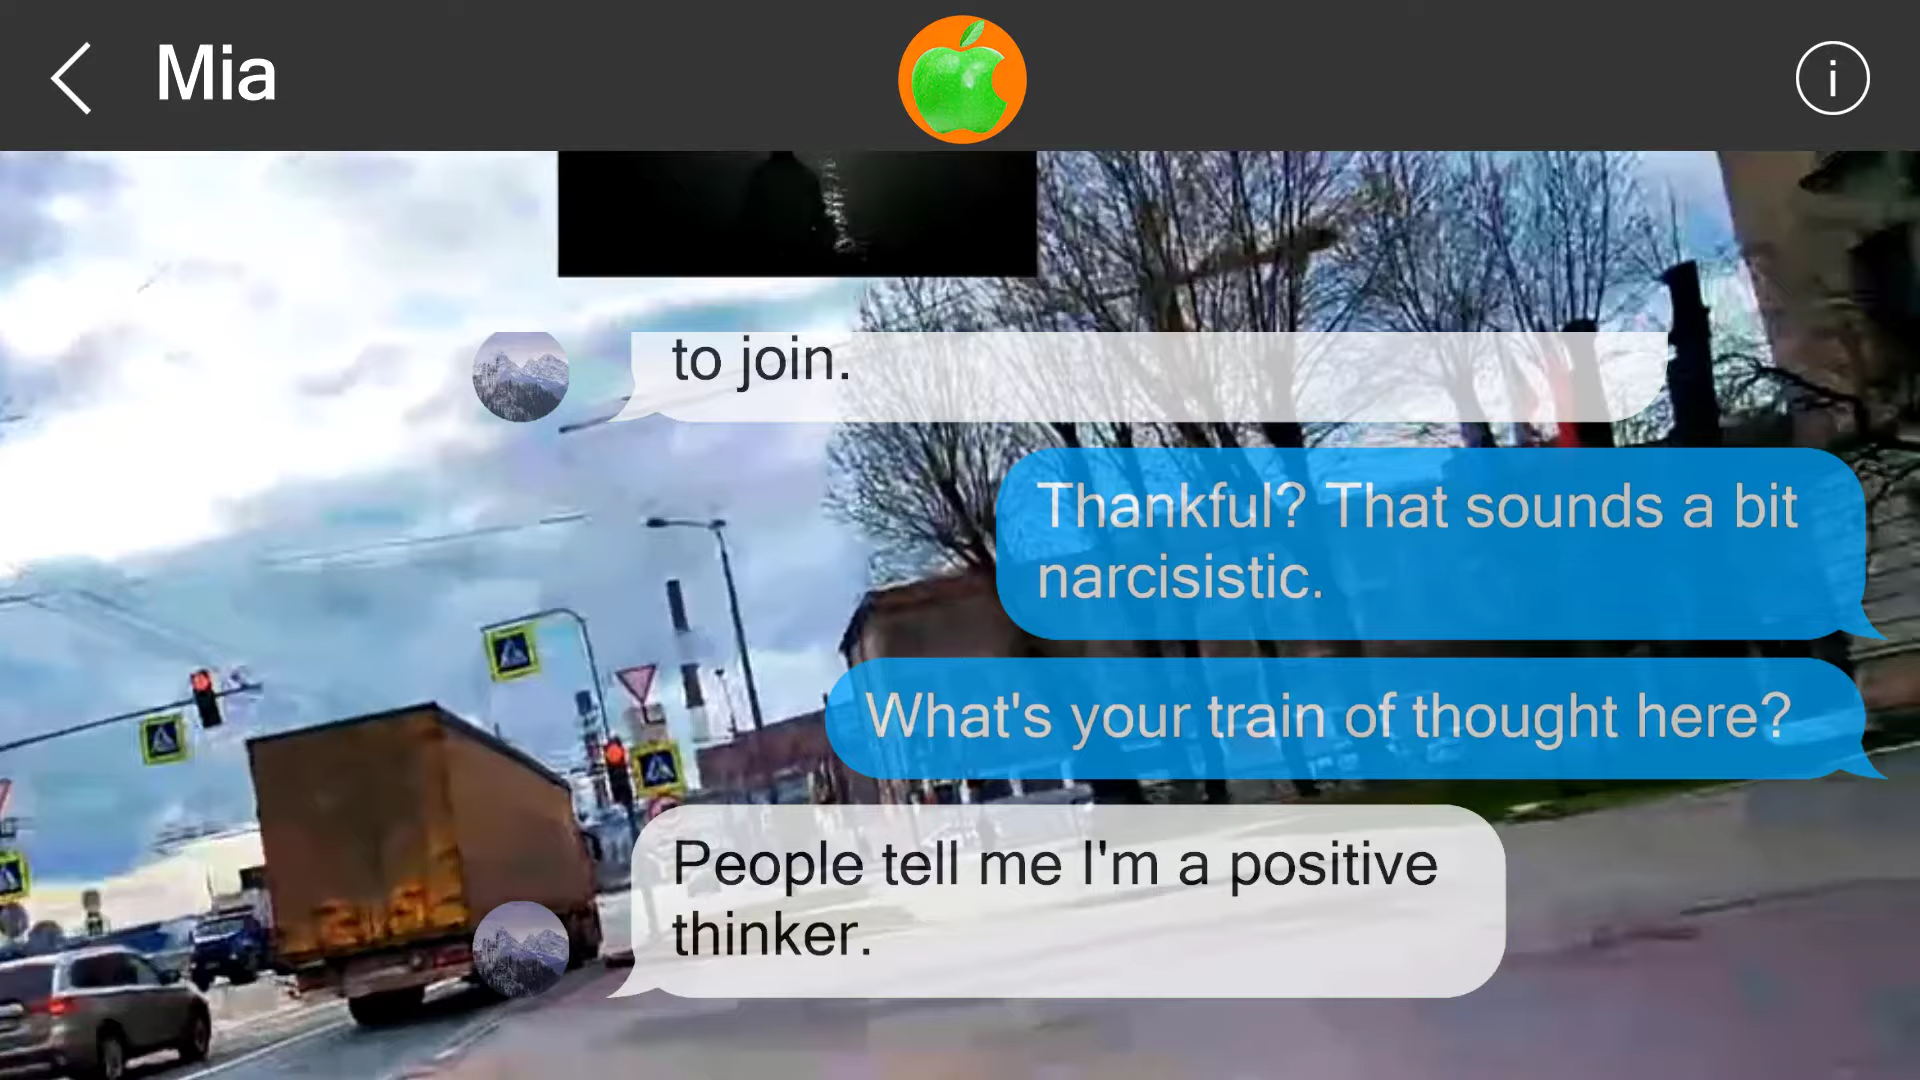 Mia
i
to join.
Thankful? That sounds a bit
narcisistic.
What's your train of thought here?
People tell me I'm a positive
thinker.